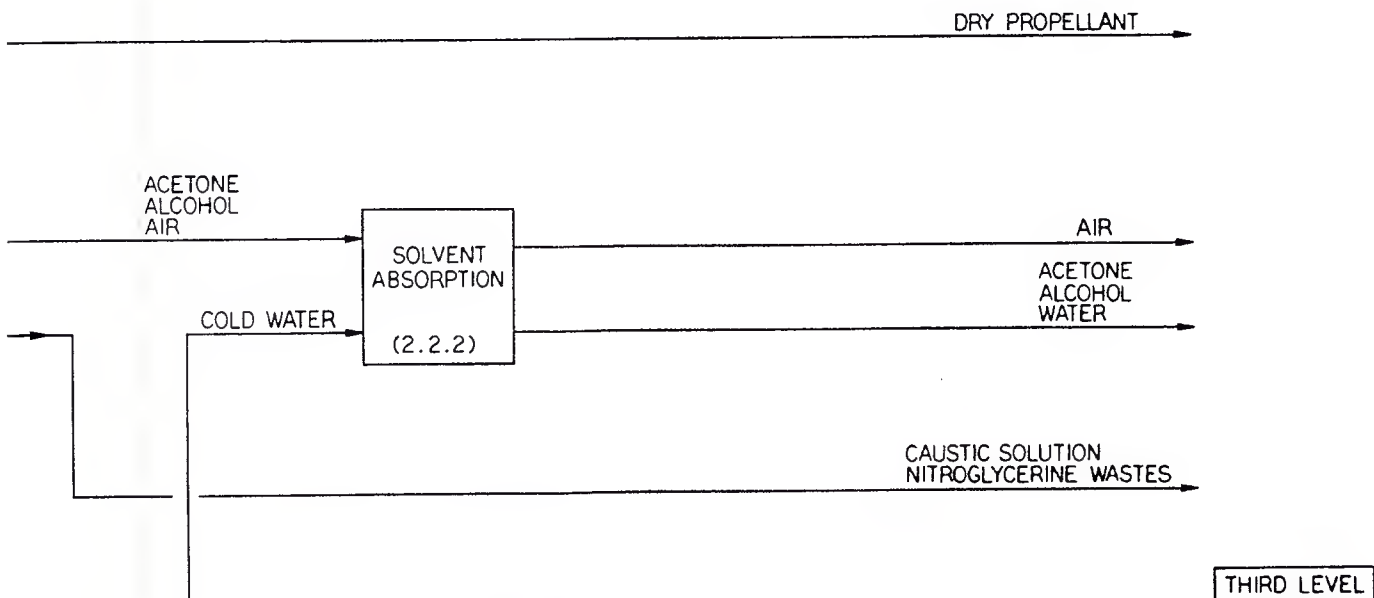 DRY PROPELLANT
ACETONE
ALCOHOL
AIR
SOLVENT
ABSORPTION
(2.2.2)
AIR
ACETONE
ALCOHOL
WATER
COLD WATER
CAUSTIC SOLUTION
NITROGLYCERINE WASTES
THIRD LEVEL